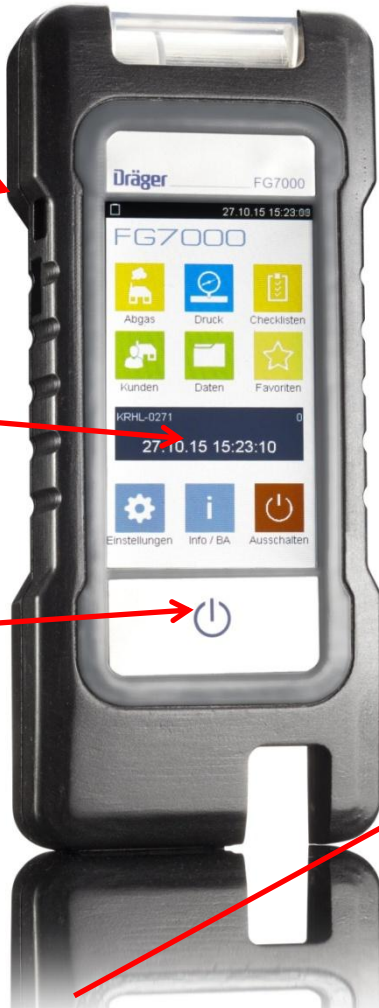 Dräger FG7000
27.10.15 15:23:09
FG7000
Abgas Druck Checklisten
Kunden Daten Favoriten
KRHL-0271 0
27.10.15 15:23:10
Einstellungen Info / BA Ausschalten